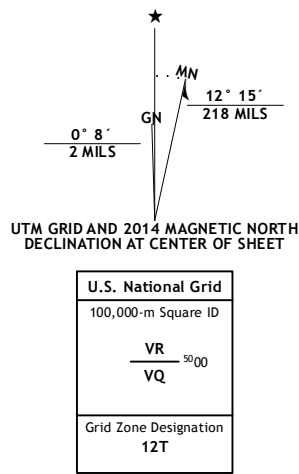 ★
MN
GN
12° 15´
218 MILS
0° 8´
2 MILS
UTM GRID AND 2014 MAGNETIC NORTH
DECLINATION AT CENTER OF SHEET
U.S. National Grid
100,000-m Square ID
VR
5000
VQ
Grid Zone Designation
12T